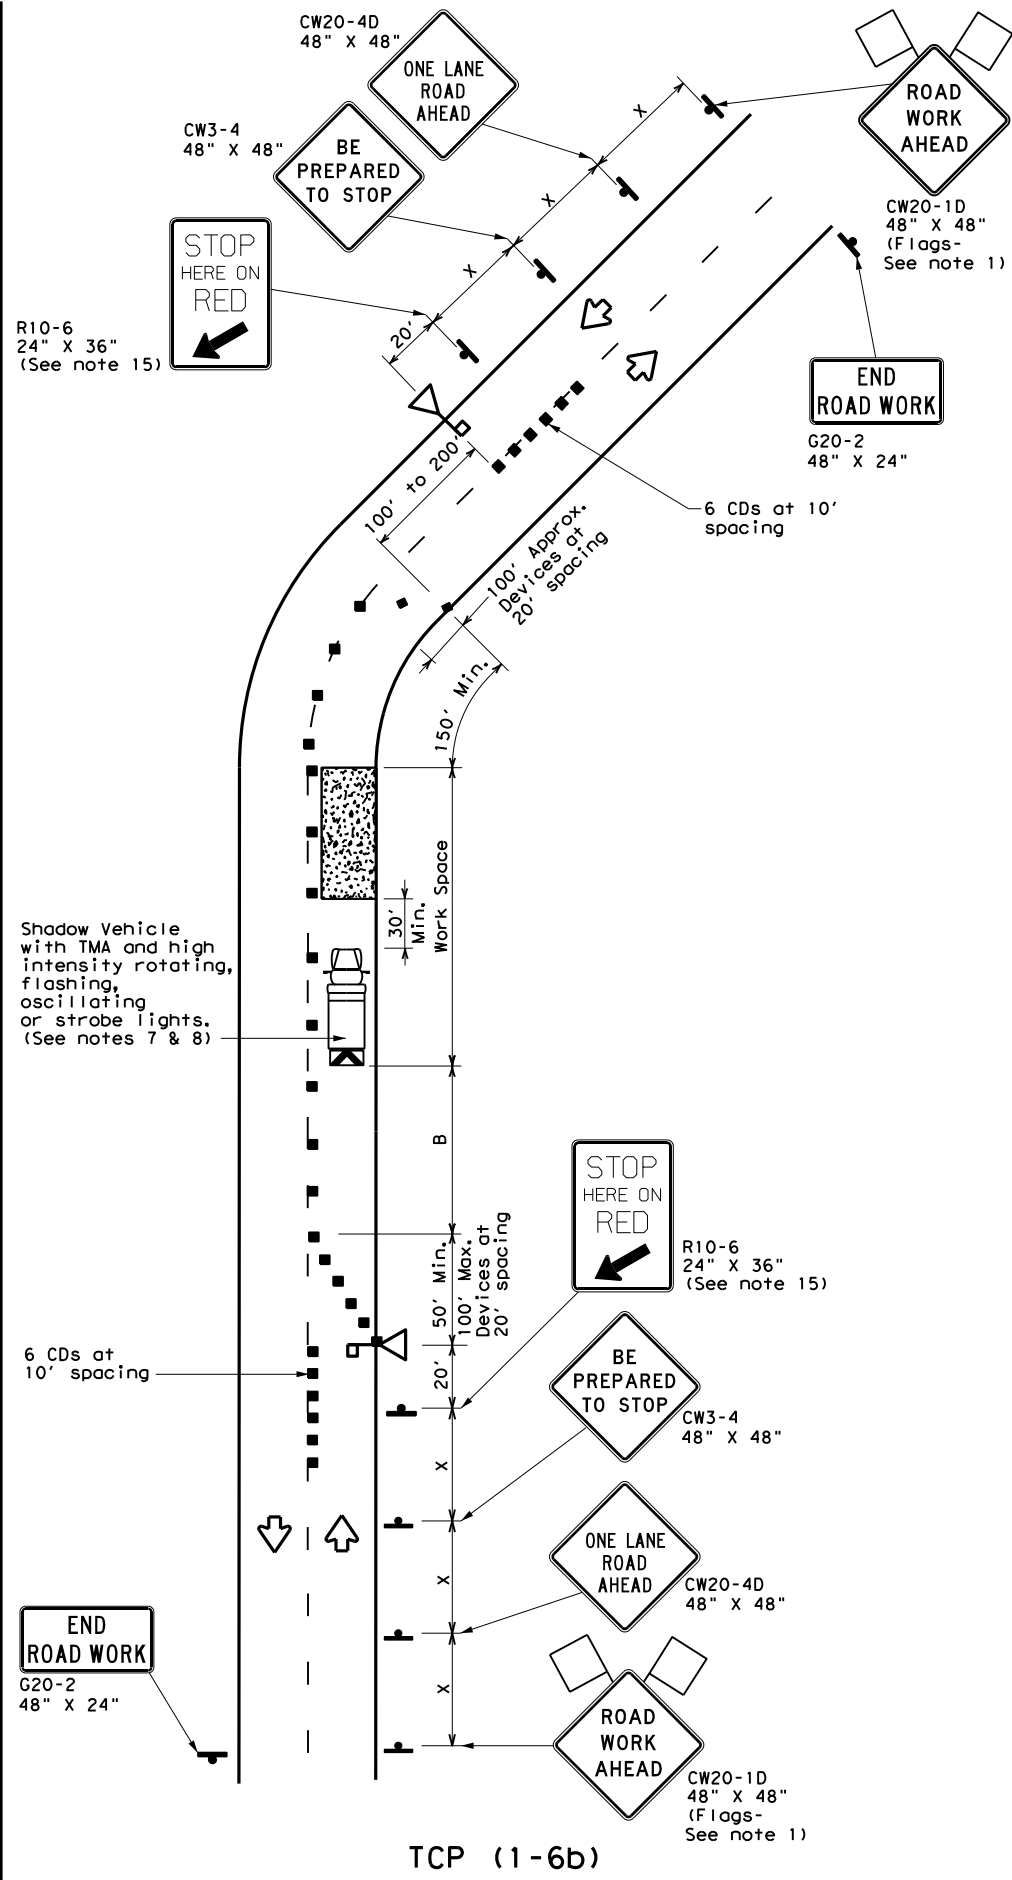 CW20-4D
48" X 48"
ONE LANE
ROAD
AHEAD
CW3-4
48" X 48"
BE
PREPARED
TO STOP
ROAD
WORK
AHEAD
CW20-1D
48" X 48"
(Flags-
See note 1)
STOP
HERE ON
RED
R10-6
24" X 36"
(See note 15)
X
X
X
20'
END
ROAD WORK
G20-2
48" X 24"
100' to 200'
6 CDs at 10'
spacing
100' Approx.
Devices at
20' spacing
150' Min.
Work Space
30'
Min.
Shadow Vehicle
with TMA and high
intensity rotating,
flashing,
oscillating
or strobe lights.
(See notes 7 & 8)
B
STOP
HERE ON
RED
R10-6
24" X 36"
(See note 15)
50' Min.
100' Max.
Devices at
20' spacing
6 CDs at
10' spacing
20'
BE
PREPARED
TO STOP
CW3-4
48" X 48"
X
ONE LANE
ROAD
AHEAD
CW20-4D
48" X 48"
X
END
ROAD WORK
G20-2
48" X 24"
X
ROAD
WORK
AHEAD
CW20-1D
48" X 48"
(Flags-
See note 1)
TCP (1-6b)